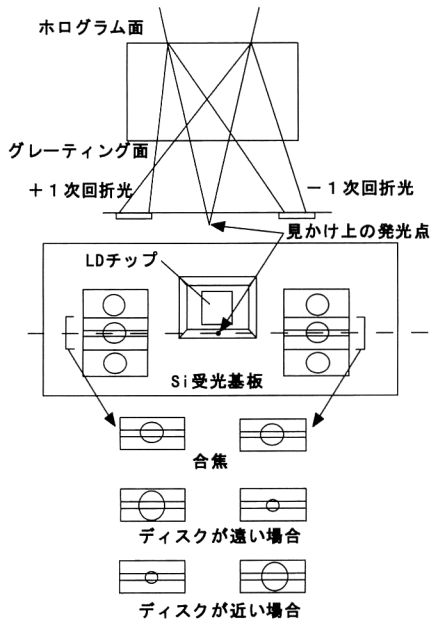 ホログラム面
グレーティング面
+1次回折光
-1次回折光
見かけ上の発光点
LDチップ
Si受光基板
合焦
ディスクが遠い場合
ディスクが近い場合